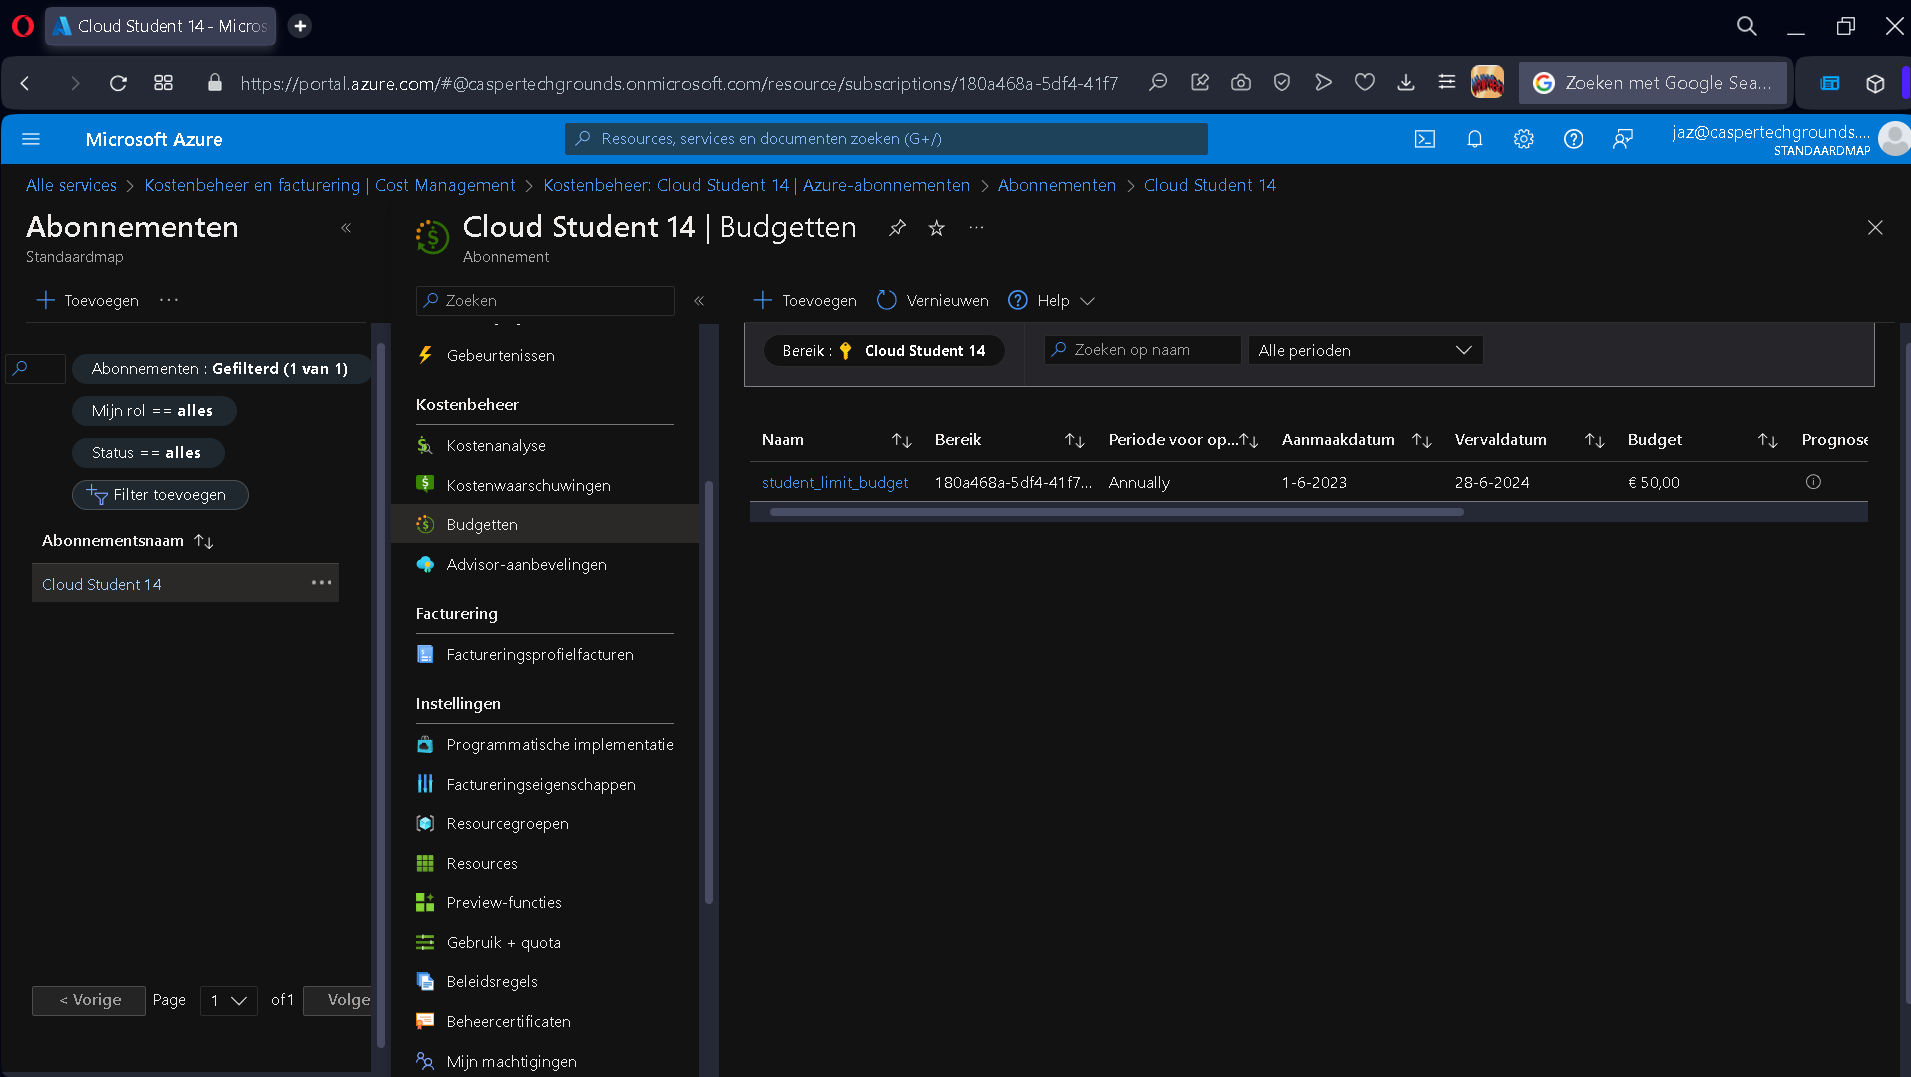 Cloud Student 14 - Micros
https://portal.azure.com/#@caspertechgrounds.onmicrosoft.com/resource/subscriptions/180a468a-5df4-41f7
Zoeken met Google Sea...
Microsoft Azure
Resources, services en documenten zoeken (G+/)
jaz@caspertechgrounds....
STANDAARDMAP
Alle services > Kostenbeheer en facturering | Cost Management > Kostenbeheer: Cloud Student 14 | Azure-abonnementen > Abonnementen > Cloud Student 14
Abonnementen
Standaardmap
Toevoegen ...
Abonnementen : Gefilterd (1 van 1)
Mijn rol == alles
Status == alles
Filter toevoegen
Abonnementsnaam
Cloud Student 14
< Vorige Page 1 of1 Volge
Cloud Student 14 | Budgetten
Abonnement
Zoeken
Gebeurtenissen
Kostenbeheer
Kostenanalyse
Kostenwaarschuwingen
Budgetten
Advisor-aanbevelingen
Facturering
Factureringsprofielfacturen
Instellingen
Programmatische implementatie
Factureringseigenschappen
Resourcegroepen
Resources
Preview-functies
Gebruik + quota
Beleidsregels
Beheercertificaten
Mijn machtigingen
Toevoegen Vernieuwen Help
Bereik : Cloud Student 14 Zoeken op naam Alle perioden
Naam Bereik Periode voor op... Aanmaakdatum Vervaldatum Budget Prognose
student_limit_budget 180a468a-5df4-41f7... Annually 1-6-2023 28-6-2024 € 50,00